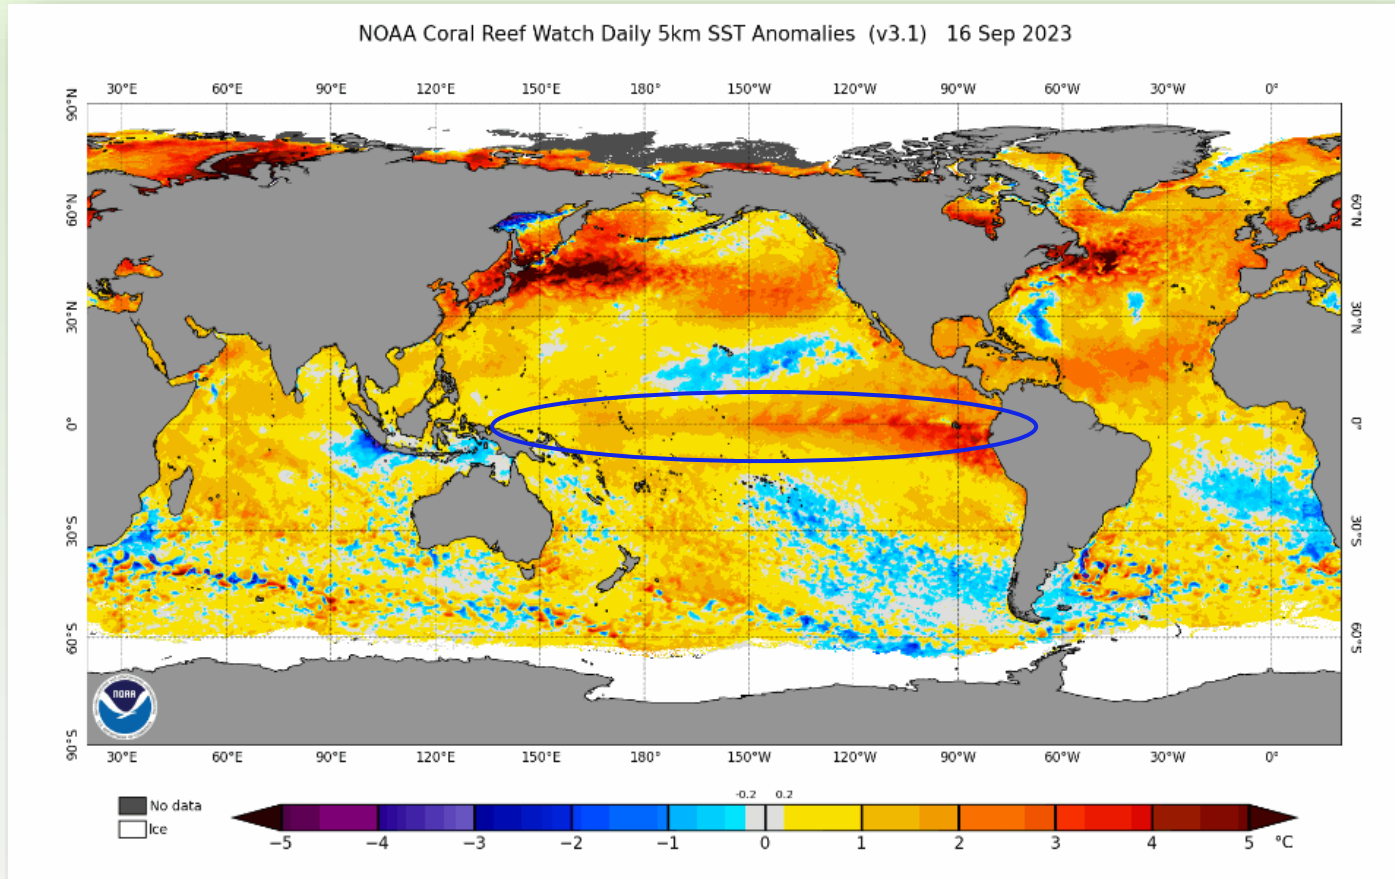 NOAA Coral Reef Watch Daily 5km SST Anomalies (v3.1) 16 Sep 2023
30°E 60°E 90°E 120°E 150°E 180° 150°W 120°W 90°W 60°W 30°W 0°
90°N
60°N 60°N
30°N 30°N
0° 0°
30°S 30°S
60°S 60°S
90°S
NOAA
30°E 60°E 90°E 120°E 150°E 180° 150°W 120°W 90°W 60°W 30°W 0°
-0.2 0.2
No data
Ice
−5 −4 −3 −2 −1 0 1 2 3 4 5 °C